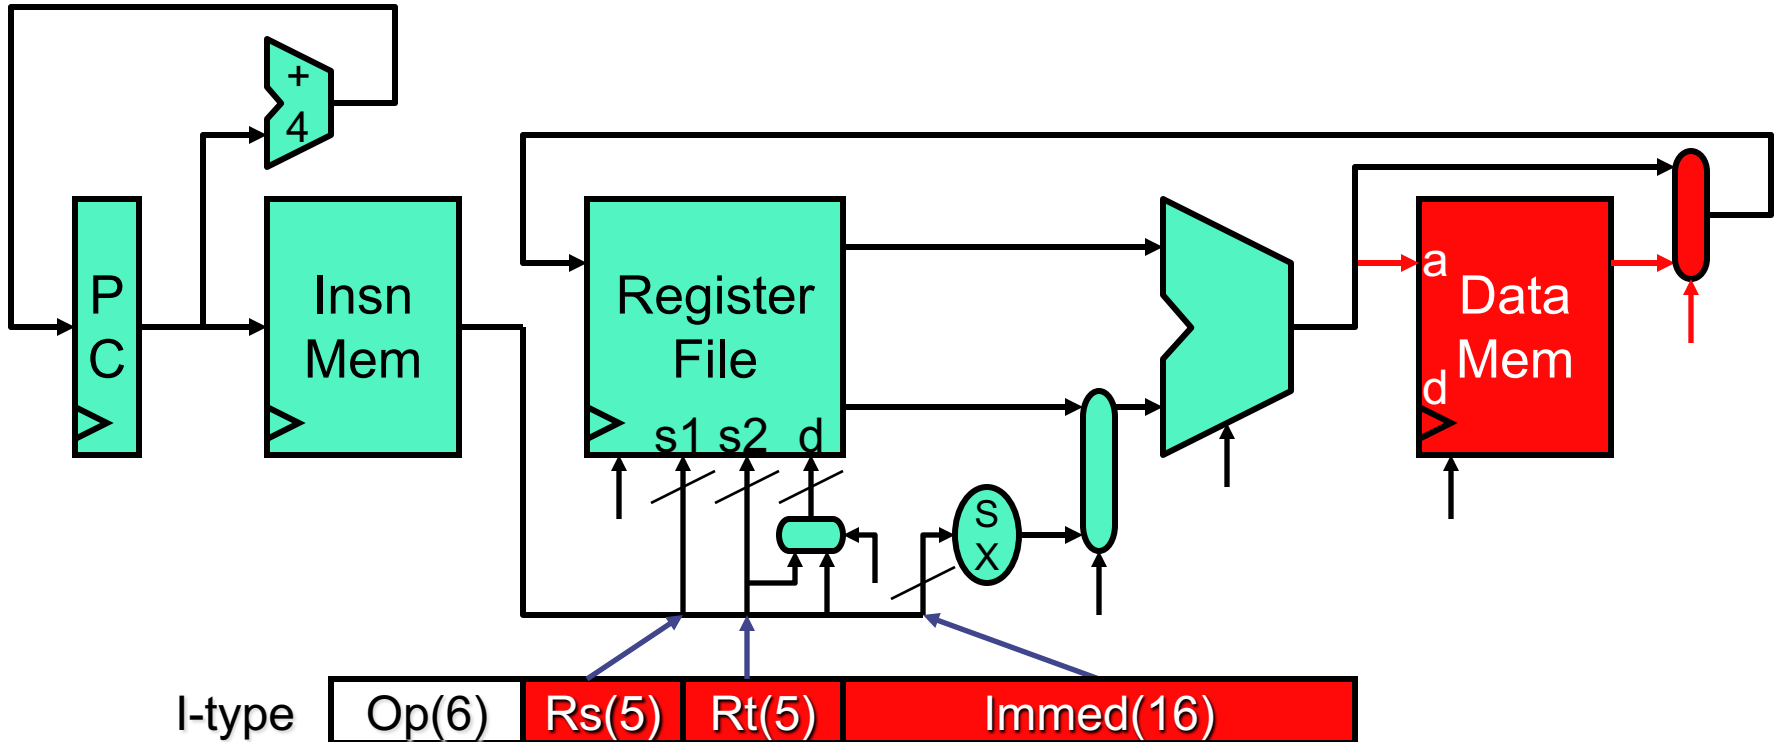 +
4
P
C
Insn
Mem
Register
File
s1 s2 d
S
X
a
Data
Mem
d
I-type Op(6) Rs(5) Rt(5) Immed(16)